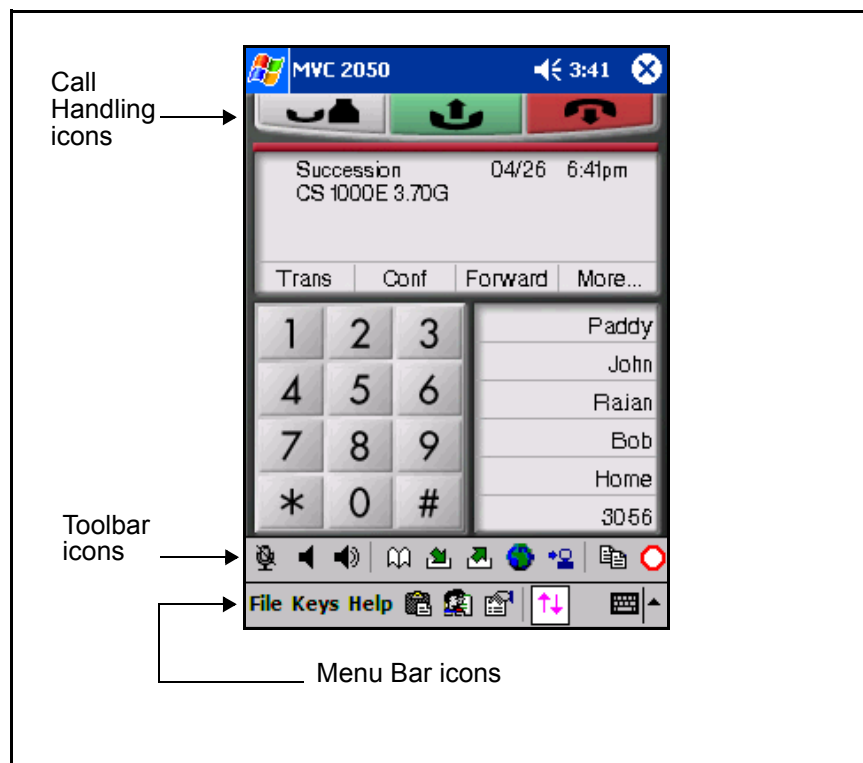 MVC 2050 3:41
Call
Handling
icons
Succession 04/26 6:41pm
CS 1000E 3.70G
Trans Conf Forward More...
1 2 3
4 5 6
7 8 9
* 0 #
Paddy
John
Rajan
Bob
Home
3056
Toolbar
icons
File Keys Help
Menu Bar icons